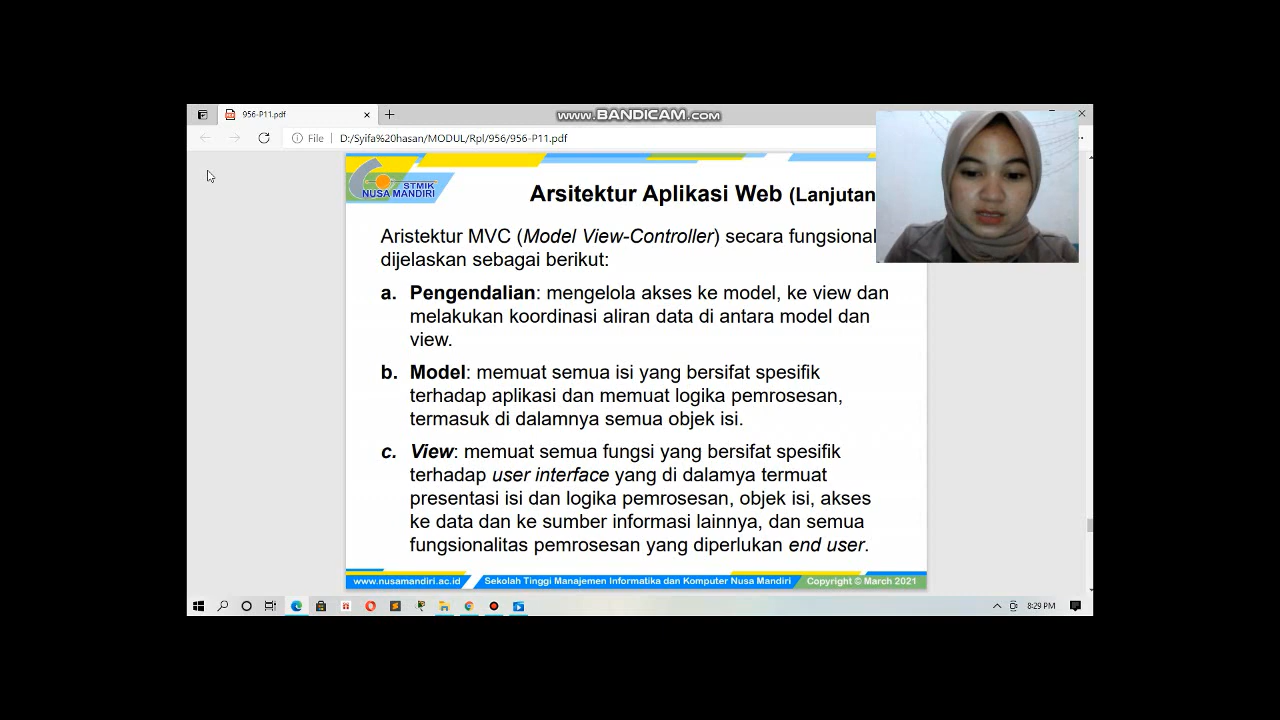 956-P11.pdf
www.BANDICAM.com
File
D:/Syifa%20hasan/MODUL/Rpl/956/956-P11.pdf
STMIK
NUSA MANDIRI
Arsitektur Aplikasi Web (Lanjutan
Aristektur MVC (Model View-Controller) secara fungsional
dijelaskan sebagai berikut:
a. Pengendalian: mengelola akses ke model, ke view dan
melakukan koordinasi aliran data di antara model dan
view.
b. Model: memuat semua isi yang bersifat spesifik
terhadap aplikasi dan memuat logika pemrosesan,
termasuk di dalamnya semua objek isi.
c. View: memuat semua fungsi yang bersifat spesifik
terhadap user interface yang di dalamya termuat
presentasi isi dan logika pemrosesan, objek isi, akses
ke data dan ke sumber informasi lainnya, dan semua
fungsionalitas pemrosesan yang diperlukan end user.
www.nusamandiri.ac.id
Sekolah Tinggi Manajemen Informatika dan Komputer Nusa Mandiri
Copyright © March 2021
8:29 PM